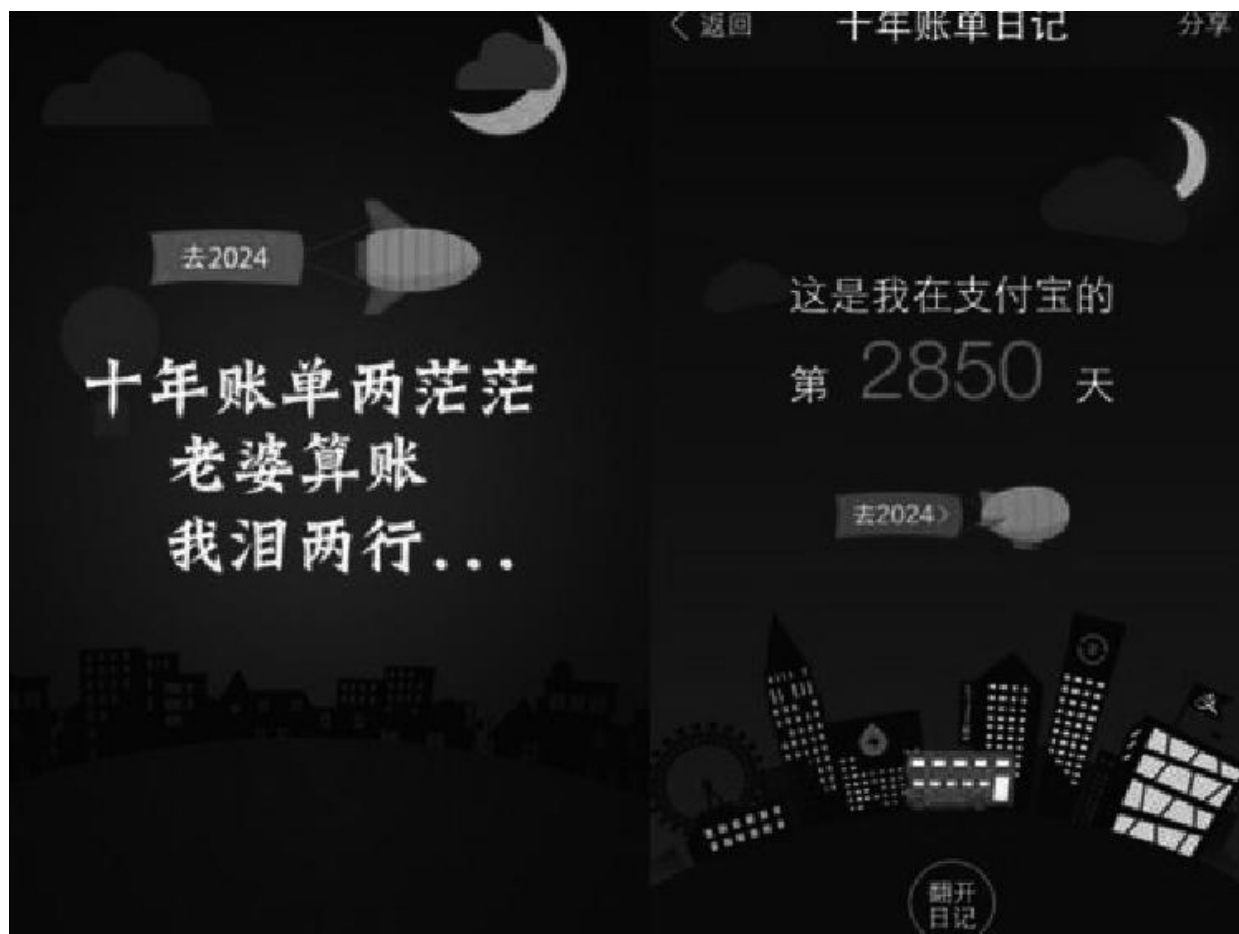 去2024
十年账单两茫茫
老婆算账
我泪两行...
返回
十年账单日记
分享
这是我在支付宝的
第 2850 天
去2024
翻开
日记